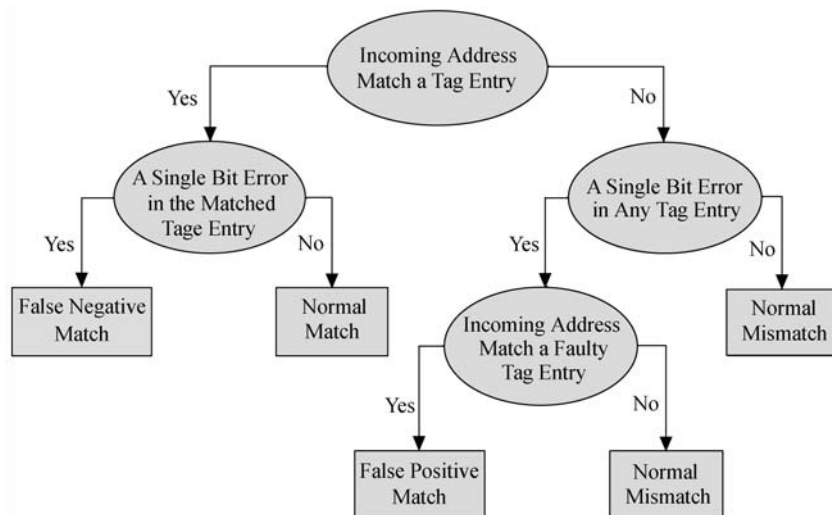 Incoming Address
Match a Tag Entry
Yes
No
A Single Bit Error
in the Matched
Tage Entry
A Single Bit Error
in Any Tag Entry
Yes
No
Yes
No
False Negative
Match
Normal
Match
Incoming Address
Match a Faulty
Tag Entry
Normal
Mismatch
Yes
No
False Positive
Match
Normal
Mismatch